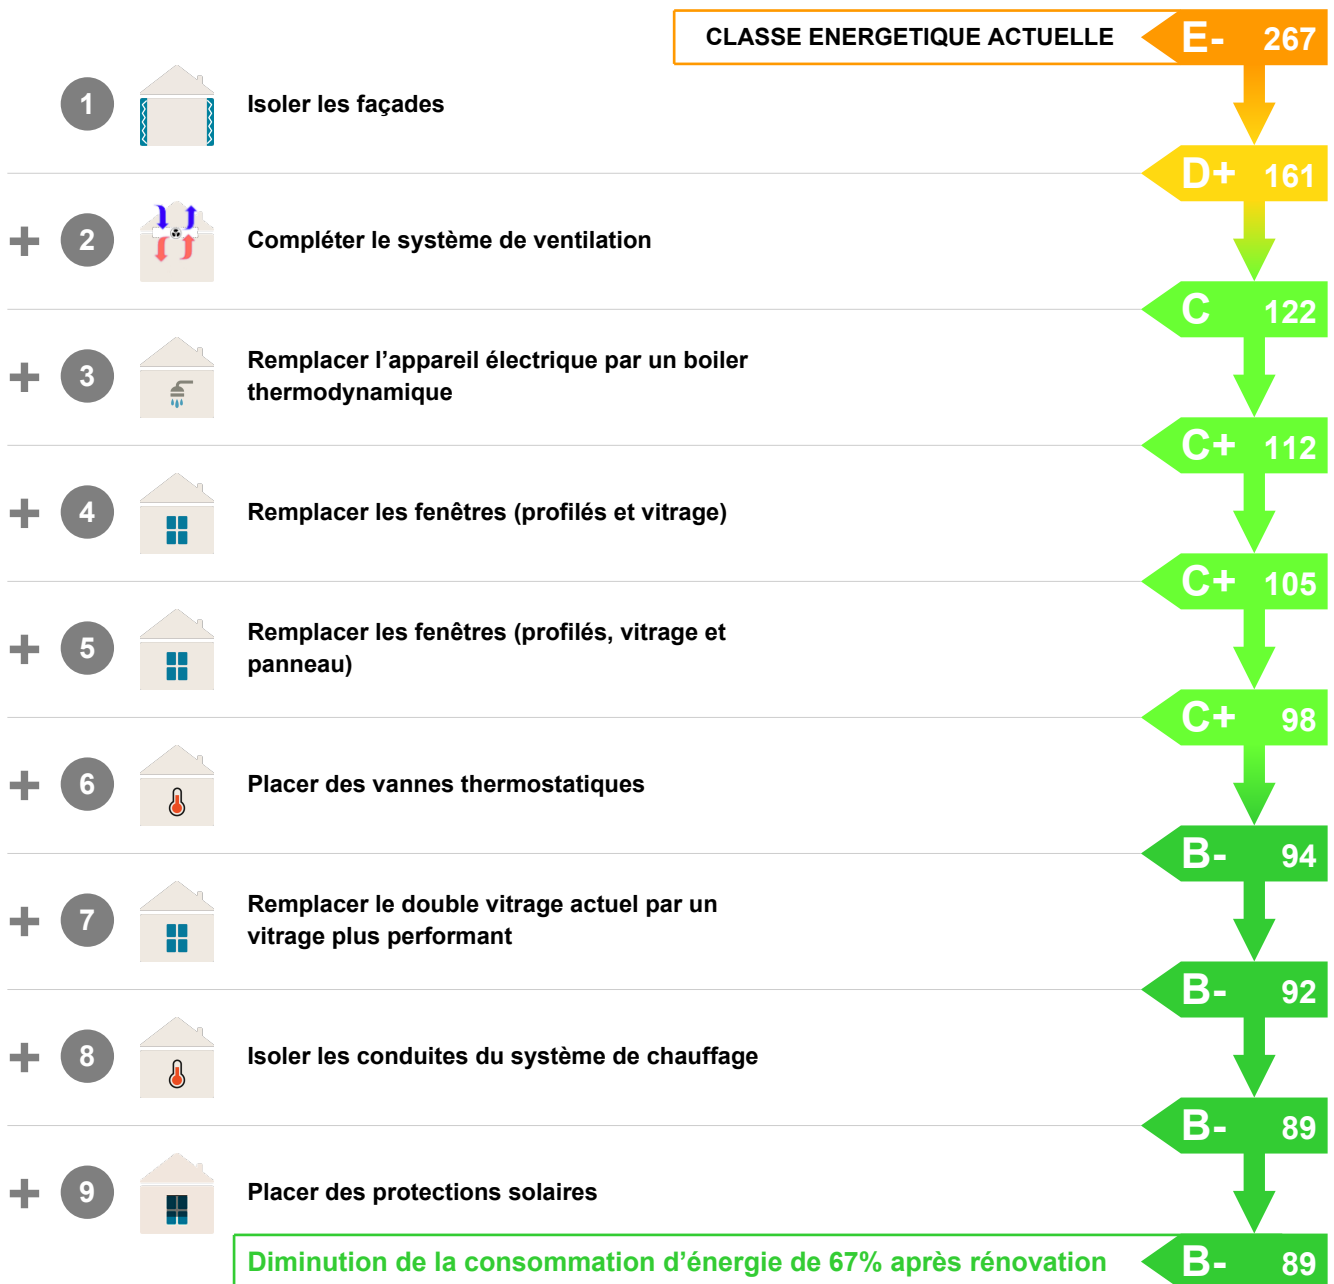 CLASSE ENERGETIQUE ACTUELLE E- 267
1 Isoler les façades
D+ 161
+ 2 Compléter le système de ventilation
C 122
+ 3 Remplacer l’appareil électrique par un boiler
thermodynamique
C+ 112
+ 4 Remplacer les fenêtres (profilés et vitrage)
C+ 105
+ 5 Remplacer les fenêtres (profilés, vitrage et
panneau)
C+ 98
+ 6 Placer des vannes thermostatiques
B- 94
+ 7 Remplacer le double vitrage actuel par un
vitrage plus performant
B- 92
+ 8 Isoler les conduites du système de chauffage
B- 89
+ 9 Placer des protections solaires
Diminution de la consommation d’énergie de 67% après rénovation B- 89